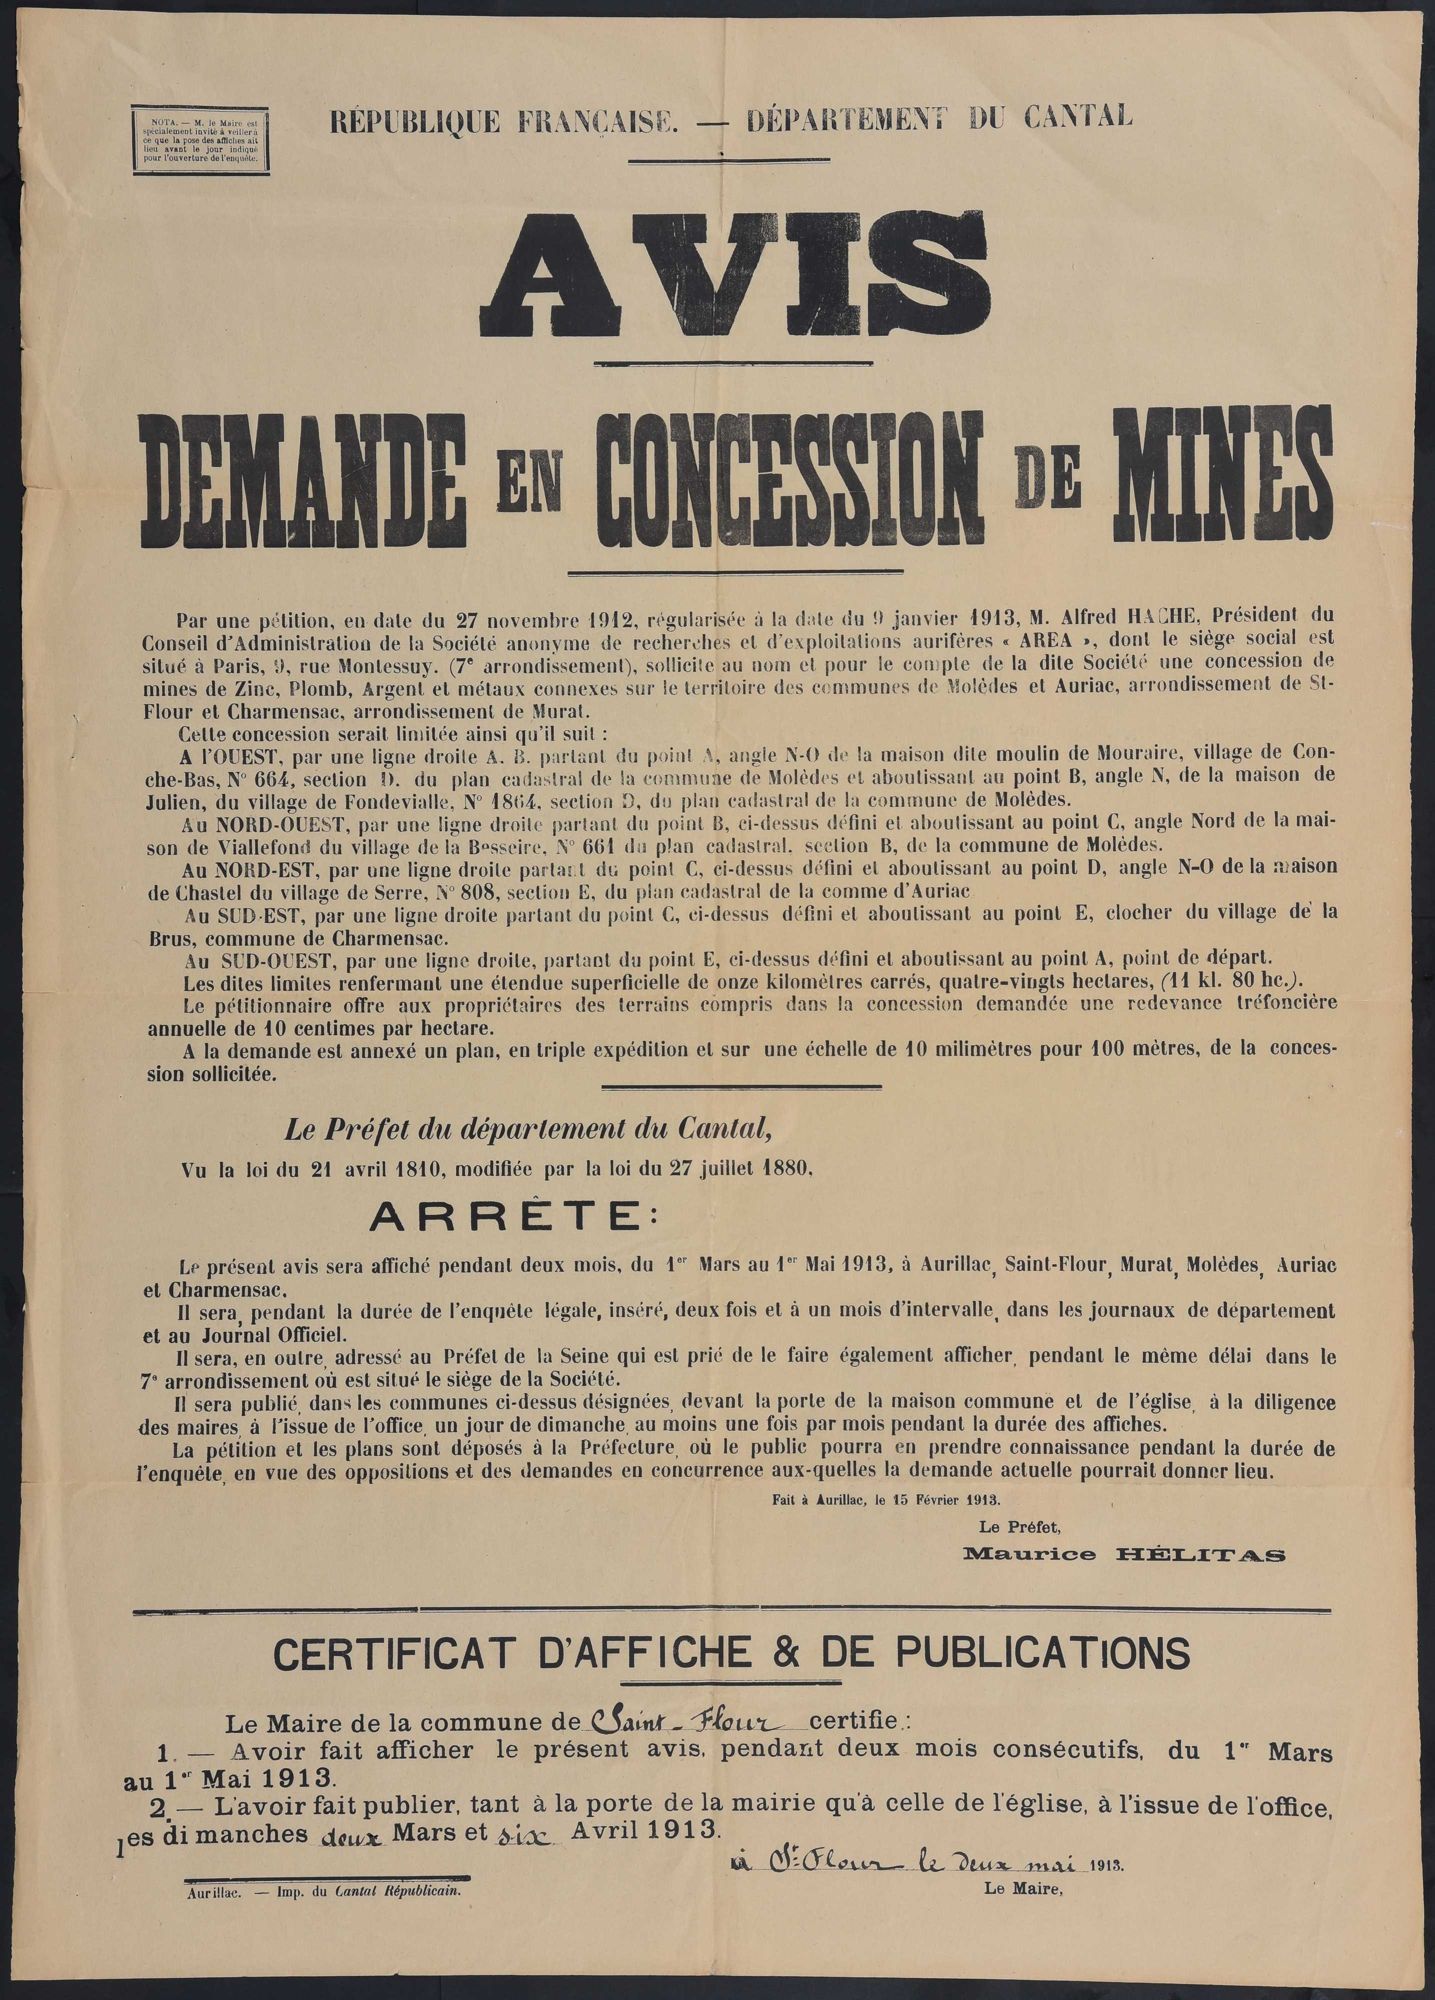 NOTA. — M. le Maire est
spécialement invité à veiller à
ce que la pose des affiches ait
lieu avant le jour indiqué
pour l'ouverture de l'enquête.
RÉPUBLIQUE FRANÇAISE. — DÉPARTEMENT DU CANTAL
AVIS
DEMANDE EN CONCESSION DE MINES
Par une pétition, en date du 27 novembre 1912, régularisée à la date du 9 janvier 1913, M. Alfred HACHE, Président du
Conseil d'Administration de la Société anonyme de recherches et d'exploitations aurifères « AREA », dont le siège social est
situé à Paris, 9, rue Montessuy. (7e arrondissement), sollicite au nom et pour le compte de la dite Société une concession de
mines de Zinc, Plomb, Argent et métaux connexes sur le territoire des communes de Molèdes et Auriac, arrondissement de St-
Flour et Charmensac, arrondissement de Murat.
Cette concession serait limitée ainsi qu'il suit :
A l'OUEST, par une ligne droite A. B. partant du point A, angle N-O de la maison dite moulin de Mouraire, village de Con-
che-Bas, N° 664, section D. du plan cadastral de la commune de Molèdes et aboutissant au point B, angle N, de la maison de
Julien, du village de Fondevialle, N° 1864, section D, du plan cadastral de la commune de Molèdes.
Au NORD-OUEST, par une ligne droite partant du point B, ci-dessus défini et aboutissant au point C, angle Nord de la mai-
son de Viallefond du village de la Bosseire, N° 661 du plan cadastral. section B, de la commune de Molèdes.
Au NORD-EST, par une ligne droite partant du point C, ci-dessus défini et aboutissant au point D, angle N-O de la maison
de Chastel du village de Serre, N° 808, section E, du plan cadastral de la comme d'Auriac
Au SUD-EST, par une ligne droite partant du point C, ci-dessus défini et aboutissant au point E, clocher du village de la
Brus, commune de Charmensac.
Au SUD-OUEST, par une ligne droite, partant du point E, ci-dessus défini et aboutissant au point A, point de départ.
Les dites limites renfermant une étendue superficielle de onze kilomètres carrés, quatre-vingts hectares, (11 kl. 80 hc.).
Le pétitionnaire offre aux propriétaires des terrains compris dans la concession demandée une redevance tréfoncière
annuelle de 10 centimes par hectare.
A la demande est annexé un plan, en triple expédition et sur une échelle de 10 milimètres pour 100 mètres, de la conces-
sion sollicitée.
Le Préfet du département du Cantal,
Vu la loi du 21 avril 1810, modifiée par la loi du 27 juillet 1880,
ARRÊTE:
Le présent avis sera affiché pendant deux mois, du 1er Mars au 1er Mai 1913, à Aurillac, Saint-Flour, Murat, Molèdes, Auriac
et Charmensac.
Il sera, pendant la durée de l'enquête légale, inséré, deux fois et à un mois d'intervalle, dans les journaux de département
et au Journal Officiel.
Il sera, en outre, adressé au Préfet de la Seine qui est prié de le faire également afficher, pendant le même délai dans le
7e arrondissement où est situé le siège de la Société.
Il sera publié, dans les communes ci-dessus désignées, devant la porte de la maison commune et de l'église, à la diligence
des maires, à l'issue de l'office, un jour de dimanche, au moins une fois par mois pendant la durée des affiches.
La pétition et les plans sont déposés à la Préfecture, où le public pourra en prendre connaissance pendant la durée de
l'enquête, en vue des oppositions et des demandes en concurrence aux-quelles la demande actuelle pourrait donner lieu.
Fait à Aurillac, le 15 Février 1913.
Le Préfet,
Maurice HÉLITAS
CERTIFICAT D'AFFICHE & DE PUBLICATIONS
Le Maire de la commune de Saint-Flour certifie :
1. — Avoir fait afficher le présent avis, pendant deux mois consécutifs, du 1er Mars
au 1er Mai 1913.
2. — L'avoir fait publier, tant à la porte de la mairie qu'à celle de l'église, à l'issue de l'office,
les dimanches deux Mars et six Avril 1913.
à St-Flour le deux mai 1913.
Le Maire,
Aurillac. — Imp. du Cantal Républicain.